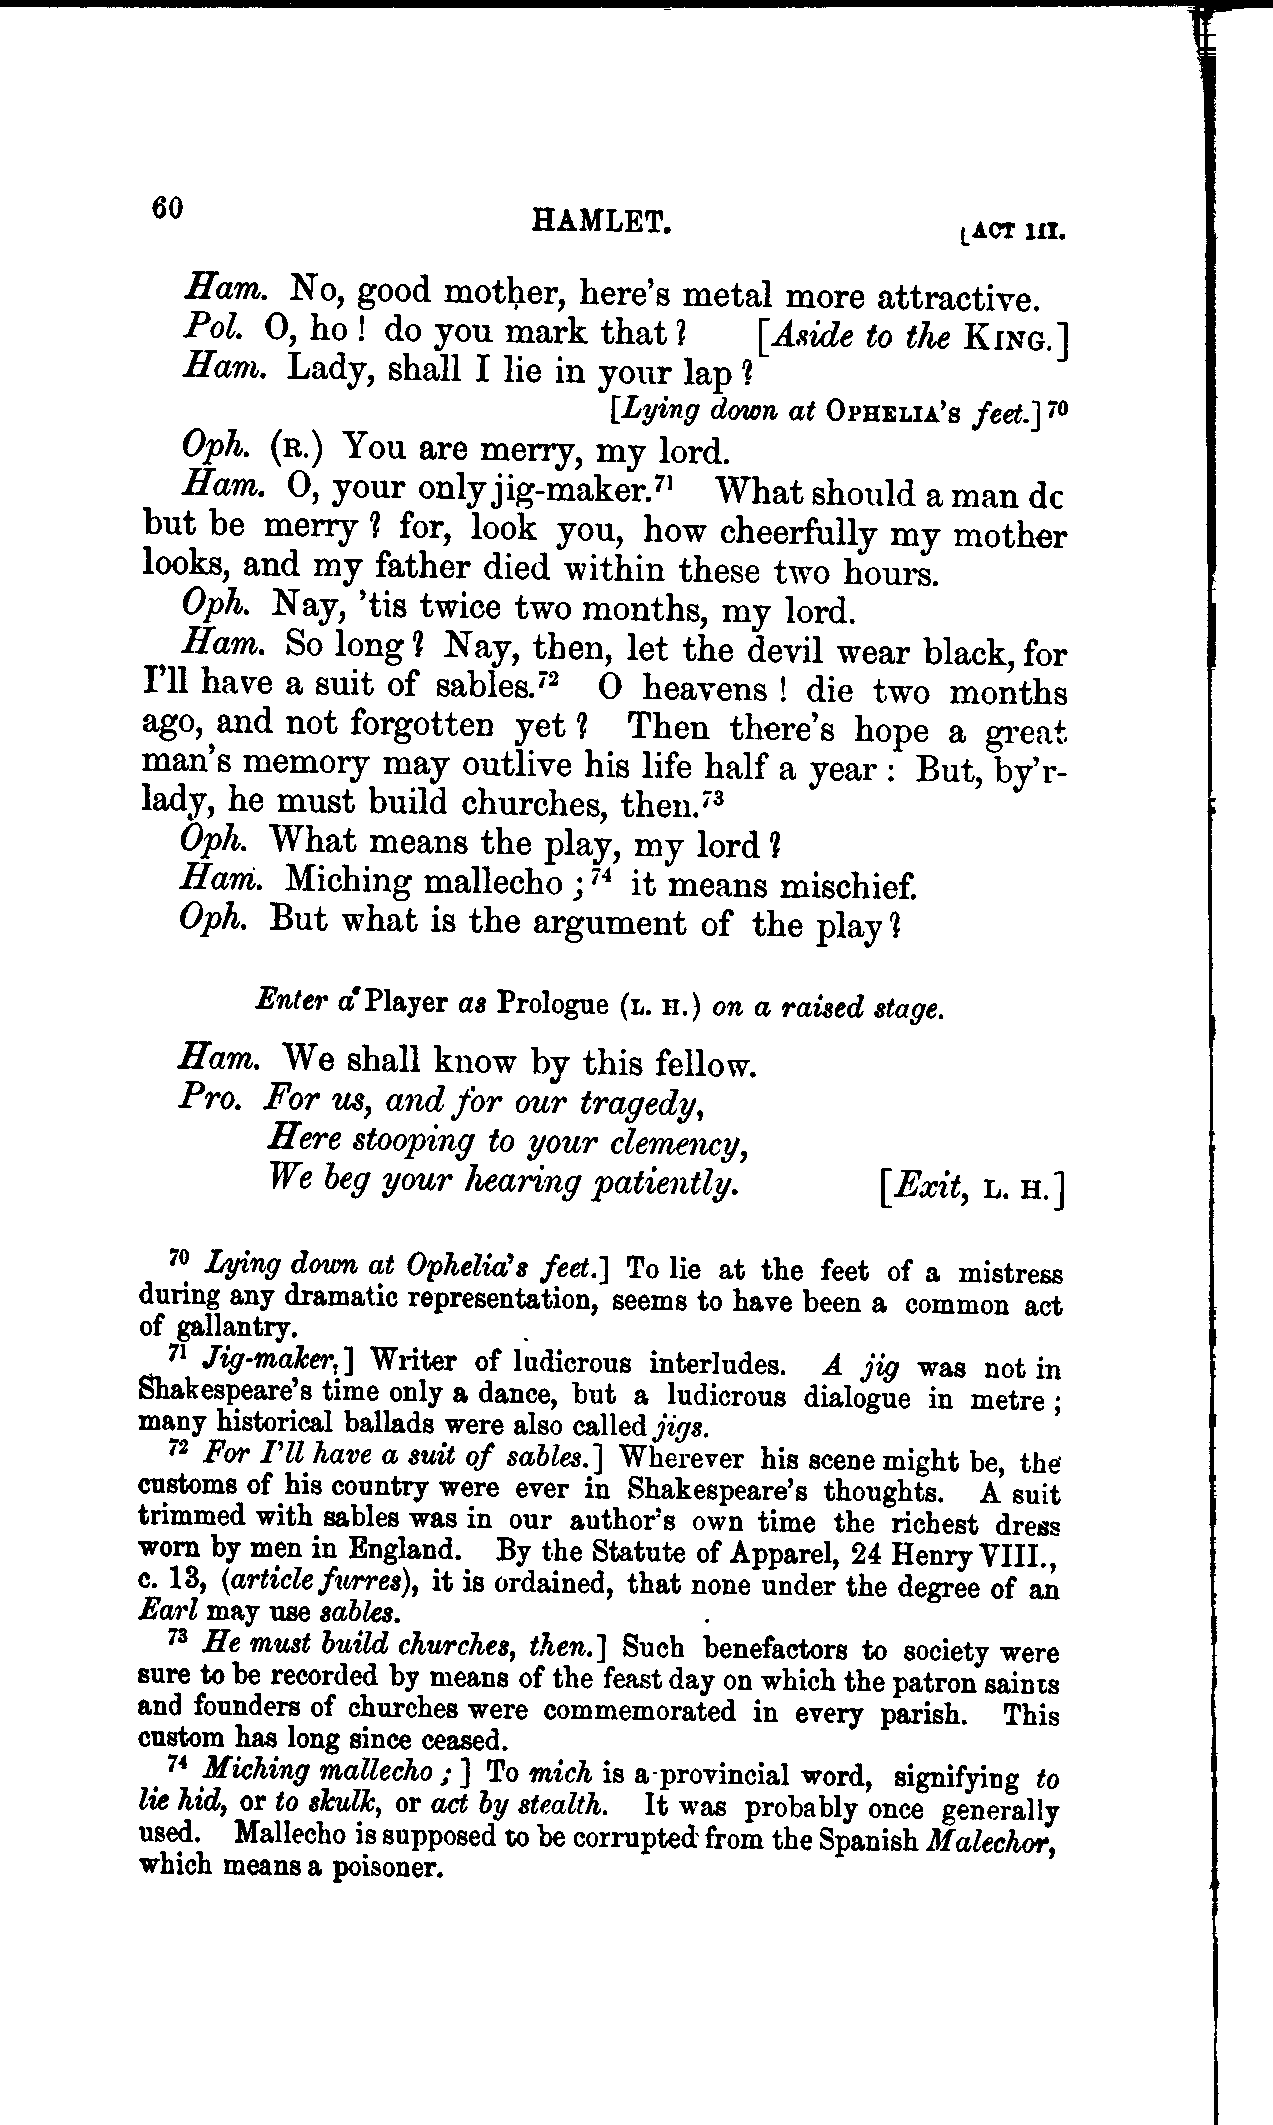 60
HAMLET.
[ACT III.
Ham. No, good mother, here's metal more attractive.
Pol. O, ho! do you mark that? [Aside to the KING.]
Ham. Lady, shall I lie in your lap?
[Lying down at OPHELIA's feet.]70
Oph. (R.) You are merry, my lord.
Ham. O, your only jig-maker.71 What should a man dc
but be merry? for, look you, how cheerfully my mother
looks, and my father died within these two hours.
Oph. Nay, 'tis twice two months, my lord.
Ham. So long? Nay, then, let the devil wear black, for
I'll have a suit of sables.72 O heavens! die two months
ago, and not forgotten yet? Then there's hope a great
man's memory may outlive his life half a year: But, by'r-
lady, he must build churches, then.73
Oph. What means the play, my lord?
Ham. Miching mallecho;74 it means mischief.
Oph. But what is the argument of the play?
Enter a Player as Prologue (L. H.) on a raised stage.
Ham. We shall know by this fellow.
Pro. For us, and for our tragedy,
Here stooping to your clemency,
We beg your hearing patiently. [Exit, L. H.]
70 Lying down at Ophelia's feet.] To lie at the feet of a mistress
during any dramatic representation, seems to have been a common act
of gallantry.
71 Jig-maker.] Writer of ludicrous interludes. A jig was not in
Shakespeare's time only a dance, but a ludicrous dialogue in metre;
many historical ballads were also called jigs.
72 For I'll have a suit of sables.] Wherever his scene might be, the
customs of his country were ever in Shakespeare's thoughts. A suit
trimmed with sables was in our author's own time the richest dress
worn by men in England. By the Statute of Apparel, 24 Henry VIII.,
c. 13, (article furres), it is ordained, that none under the degree of an
Earl may use sables.
73 He must build churches, then.] Such benefactors to society were
sure to be recorded by means of the feast day on which the patron saints
and founders of churches were commemorated in every parish. This
custom has long since ceased.
74 Miching mallecho;] To mich is a provincial word, signifying to
lie hid, or to skulk, or act by stealth. It was probably once generally
used. Mallecho is supposed to be corrupted from the Spanish Malechor,
which means a poisoner.